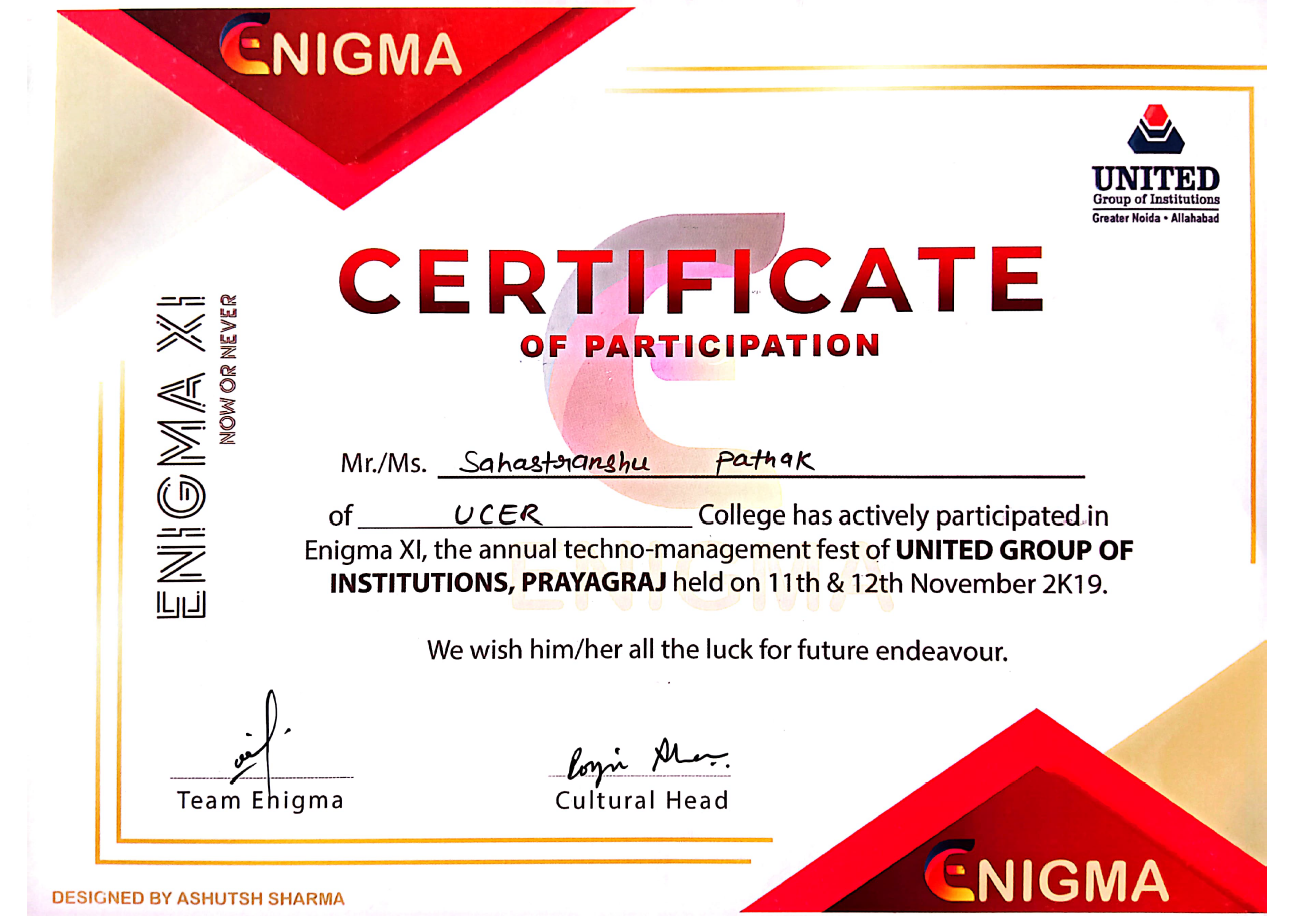 ENIGMA
UNITED
Group of Institutions
Greater Noida • Allahabad
CERTIFICATE
OF PARTICIPATION
ENIGMA XI
NOW OR NEVER
Mr./Ms. Sahastranshu Pathak
of UCER College has actively participated in
Enigma XI, the annual techno-management fest of UNITED GROUP OF
INSTITUTIONS, PRAYAGRAJ held on 11th & 12th November 2K19.
ENIGMA
We wish him/her all the luck for future endeavour.
Team Enigma
Cultural Head
ENIGMA
DESIGNED BY ASHUTSH SHARMA